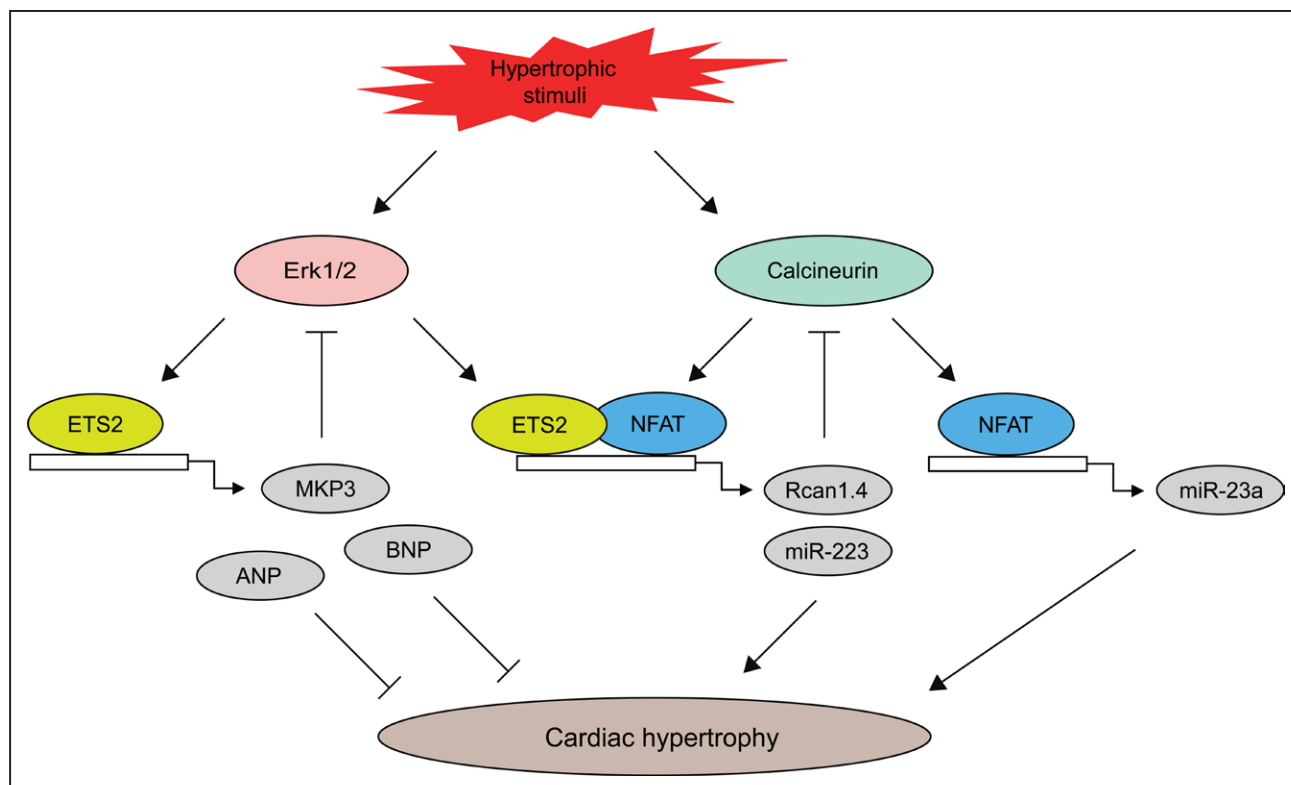 Hypertrophic
stimuli
Erk1/2
Calcineurin
ETS2
ETS2
NFAT
NFAT
MKP3
Rcan1.4
miR-23a
BNP
miR-223
ANP
Cardiac hypertrophy